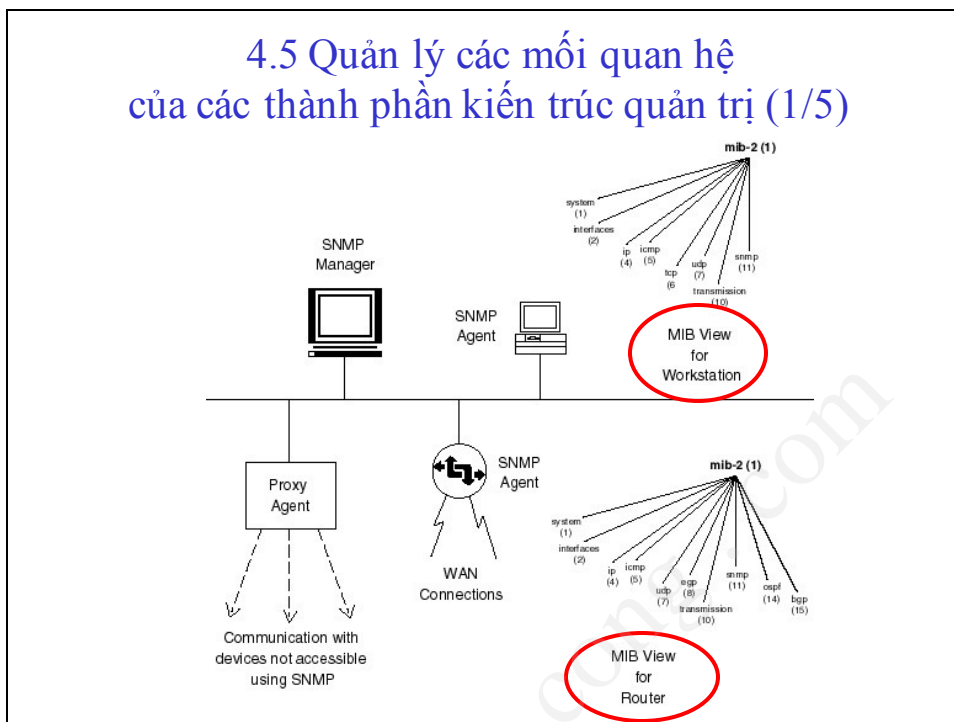 4.5 Quản lý các mối quan hệ
của các thành phần kiến trúc quản trị (1/5)
mib-2 (1)
system
(1)
interfaces
(2)
ip
(4)
icmp
(5)
tcp
(6
udp
(7)
transmission
(10)
snmp
(11)
SNMP
Manager
SNMP
Agent
MIB View
for
Workstation
Proxy
Agent
SNMP
Agent
WAN
Connections
Communication with
devices not accessible
using SNMP
mib-2 (1)
system
(1)
interfaces
(2)
ip
(4)
icmp
(5)
udp
(7)
egp
(8)
transmission
(10)
snmp
(11)
ospf
(14)
bgp
(15)
MIB View
for
Router
cong . com